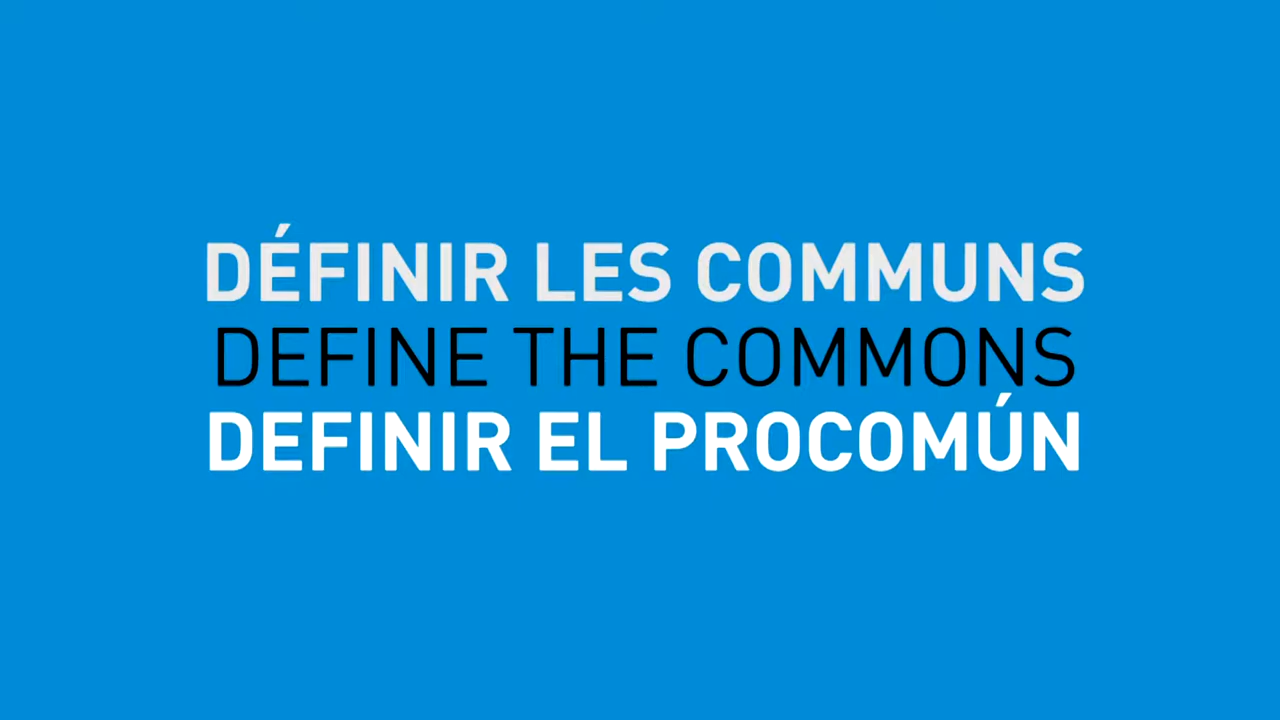 DÉFINIR LES COMMUNS
DEFINE THE COMMONS
DEFINIR EL PROCOMÚN